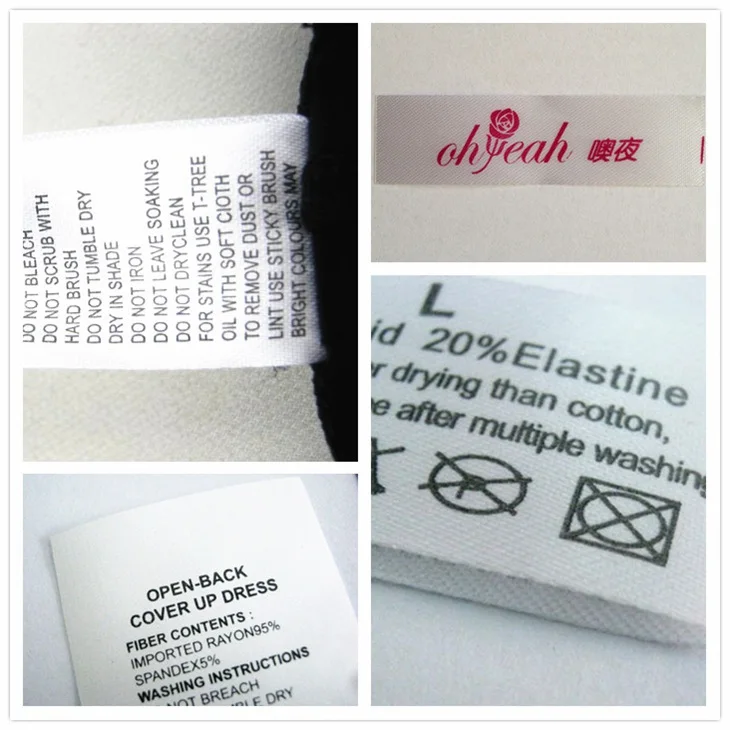 DO NOT BLEACH
DO NOT SCRUB WITH
HARD BRUSH
DO NOT TUMBLE DRY
DRY IN SHADE
DO NOT IRON
DO NOT LEAVE SOAKING
DO NOT DRYCLEAN
FOR STAINS USE T-TREE
OIL WITH SOFT CLOTH
TO REMOVE DUST OR
LINT USE STICKY BRUSH
BRIGHT COLOURS MAY
ohyeah 噢夜
L
id 20%Elastine
r drying than cotton,
e after multiple washing
P
OPEN-BACK
COVER UP DRESS
FIBER CONTENTS :
IMPORTED RAYON95%
SPANDEX5%
WASHING INSTRUCTIONS
NOT BREACH
LE DRY